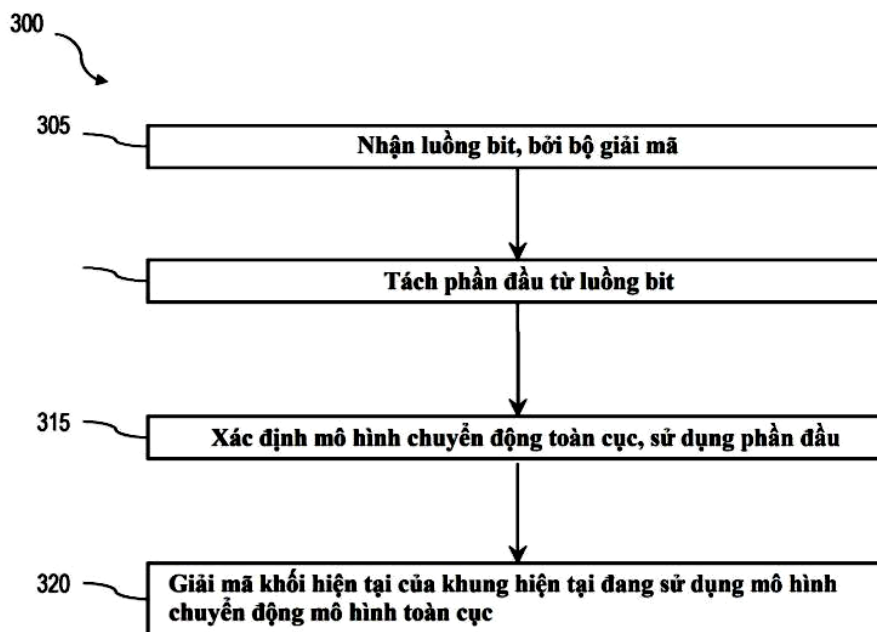 300
305
Nhận luồng bit, bởi bộ giải mã
Tách phần đầu từ luồng bit
315
Xác định mô hình chuyển động toàn cục, sử dụng phần đầu
320
Giải mã khối hiện tại của khung hiện tại đang sử dụng mô hình
chuyển động mô hình toàn cục